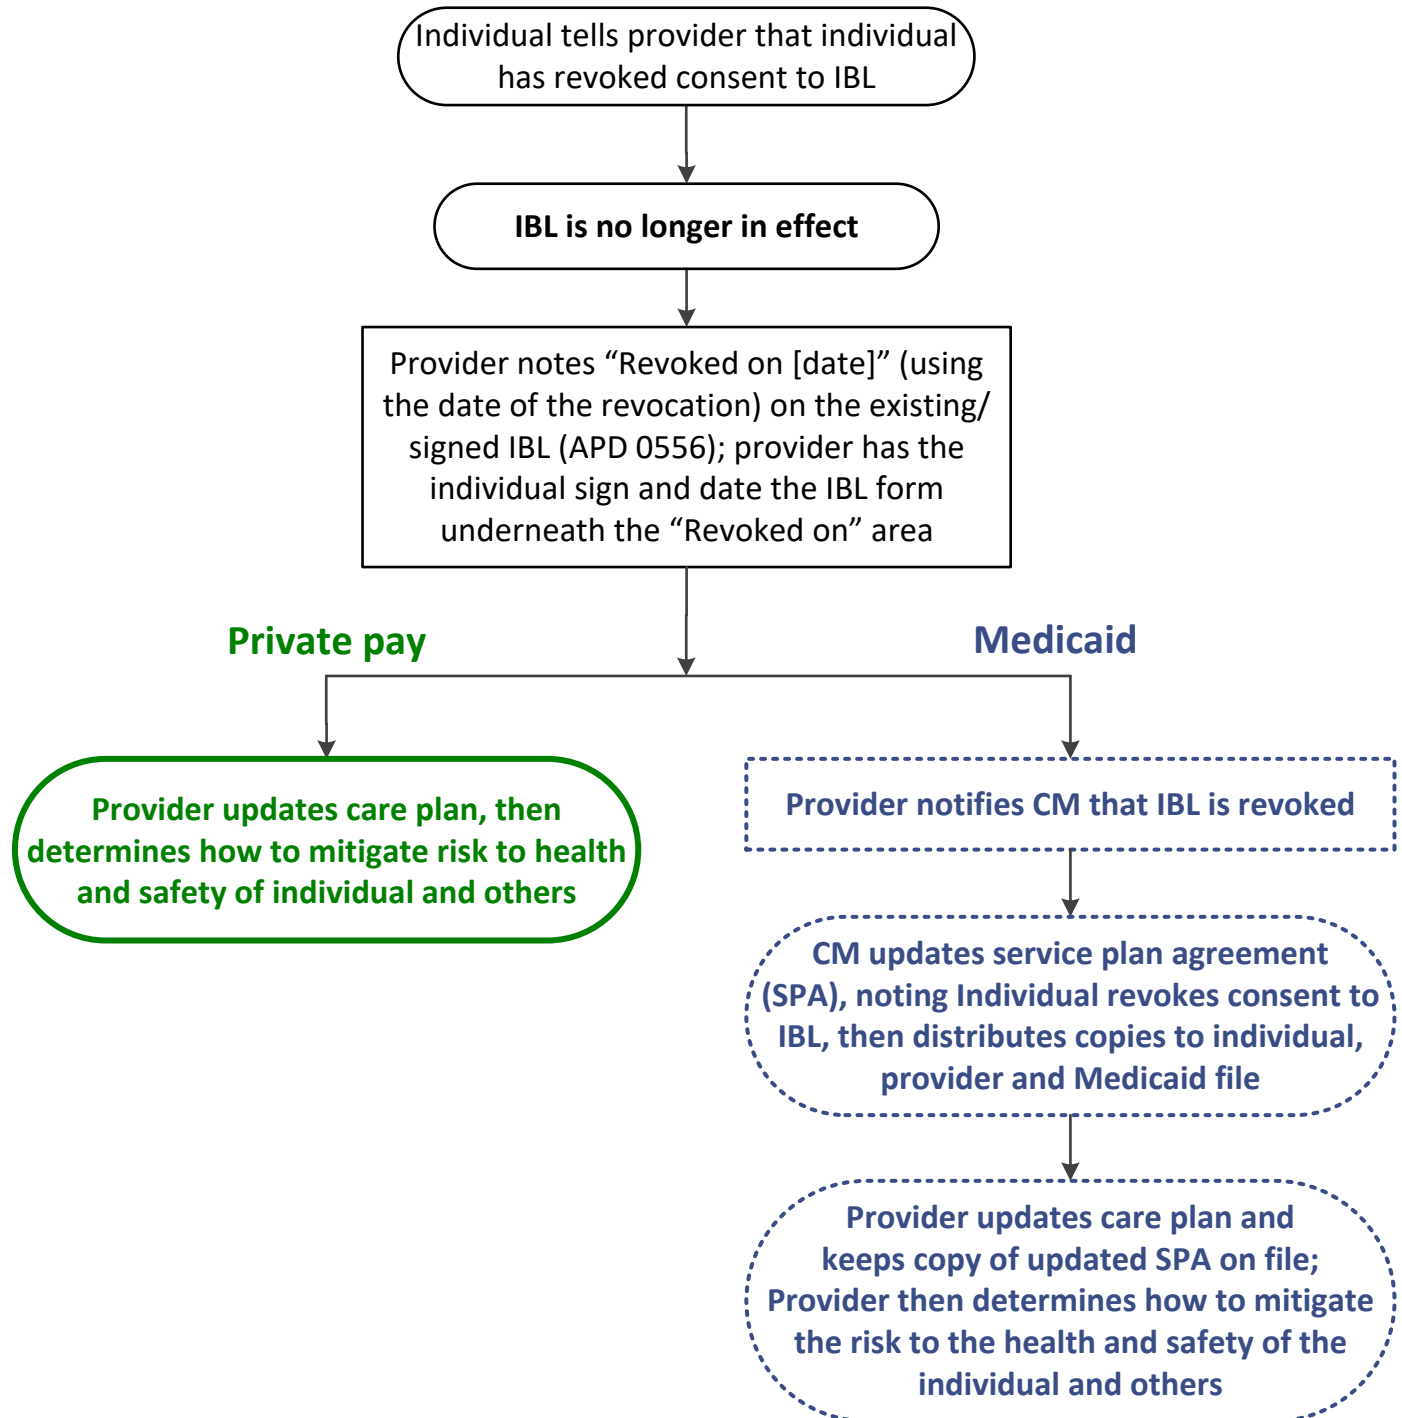 Individual tells provider that individual
has revoked consent to IBL
IBL is no longer in effect
Provider notes “Revoked on [date]” (using
the date of the revocation) on the existing/
signed IBL (APD 0556); provider has the
individual sign and date the IBL form
underneath the “Revoked on” area
Private pay
Medicaid
Provider updates care plan, then
determines how to mitigate risk to health
and safety of individual and others
Provider notifies CM that IBL is revoked
CM updates service plan agreement
(SPA), noting Individual revokes consent to
IBL, then distributes copies to individual,
provider and Medicaid file
Provider updates care plan and
keeps copy of updated SPA on file;
Provider then determines how to mitigate
the risk to the health and safety of the
individual and others